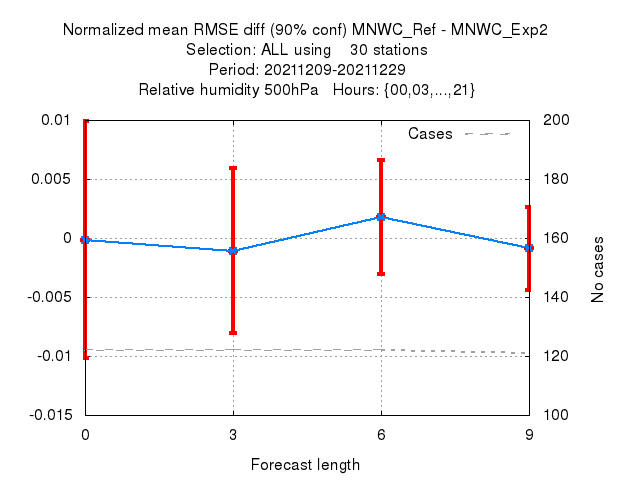 Normalized mean RMSE diff (90% conf) MNWC_Ref - MNWC_Exp2
Selection: ALL using    30 stations
Period: 20211209-20211229
Relative humidity 500hPa   Hours: {00,03,...,21}
Cases
0.01
0.005
0
-0.005
-0.01
-0.015
200
180
160
140
120
100
No cases
0 3 6 9
Forecast length